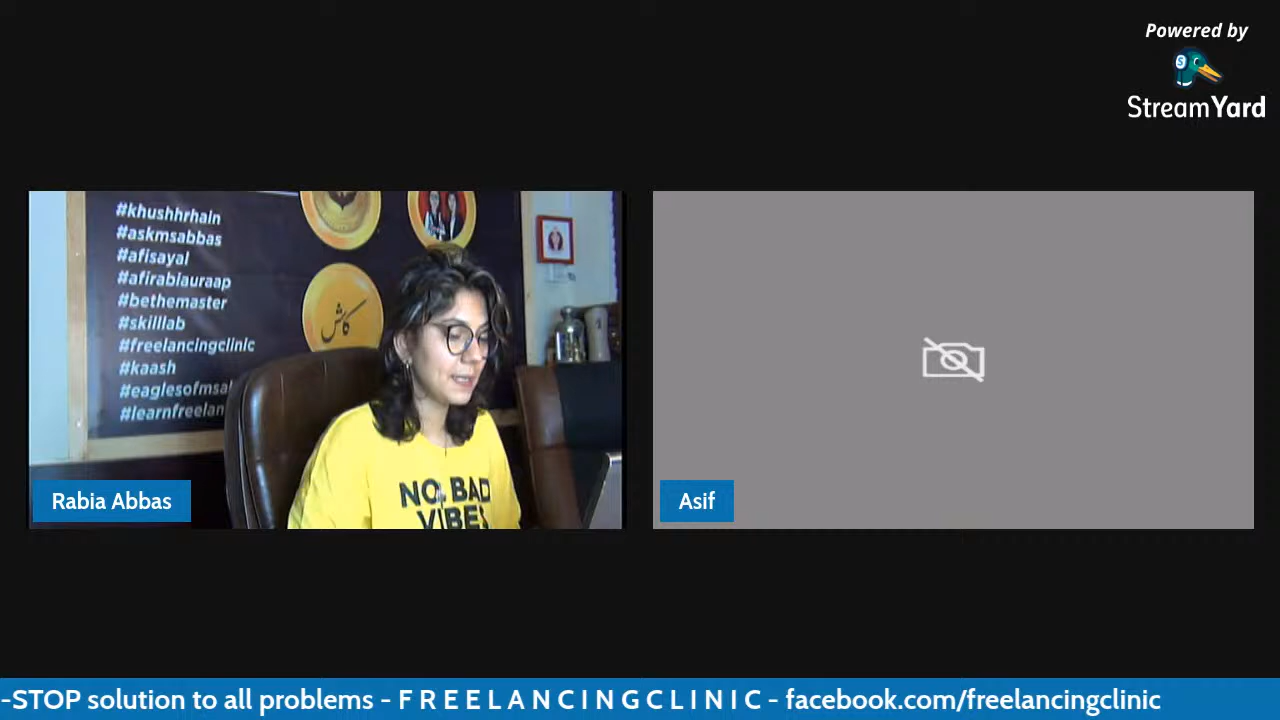 Powered by
StreamYard
#khushhrhain
#askmsabbas
#afisayal
#afirabiauraap
#bethemaster
#skilllab
#freelancingclinic
#kaash
#eaglesofmsa
#learnfreelan
کاش
NO BAD
VIBES
Rabia Abbas
Asif
-STOP solution to all problems - F R E E L A N C I N G C L I N I C - facebook.com/freelancingclinic